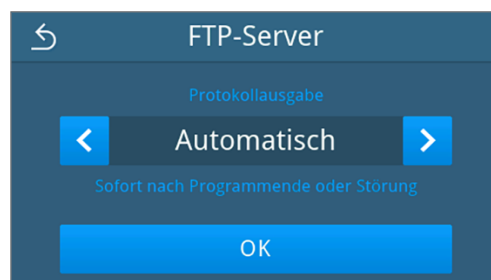 FTP-Server
Protokollausgabe
Automatisch
Sofort nach Programmende oder Störung
OK